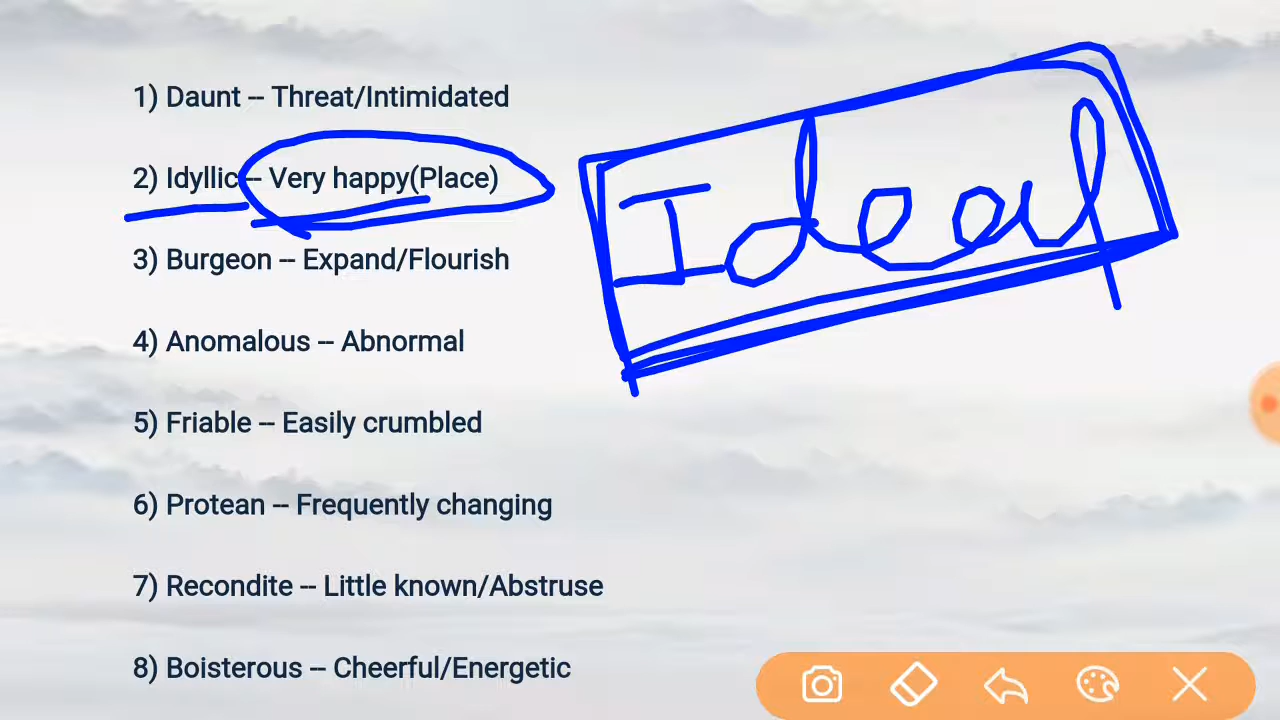 1) Daunt -- Threat/Intimidated
2) Idyllic -- Very happy(Place)
Ideal
3) Burgeon -- Expand/Flourish
4) Anomalous -- Abnormal
5) Friable -- Easily crumbled
6) Protean -- Frequently changing
7) Recondite -- Little known/Abstruse
8) Boisterous -- Cheerful/Energetic